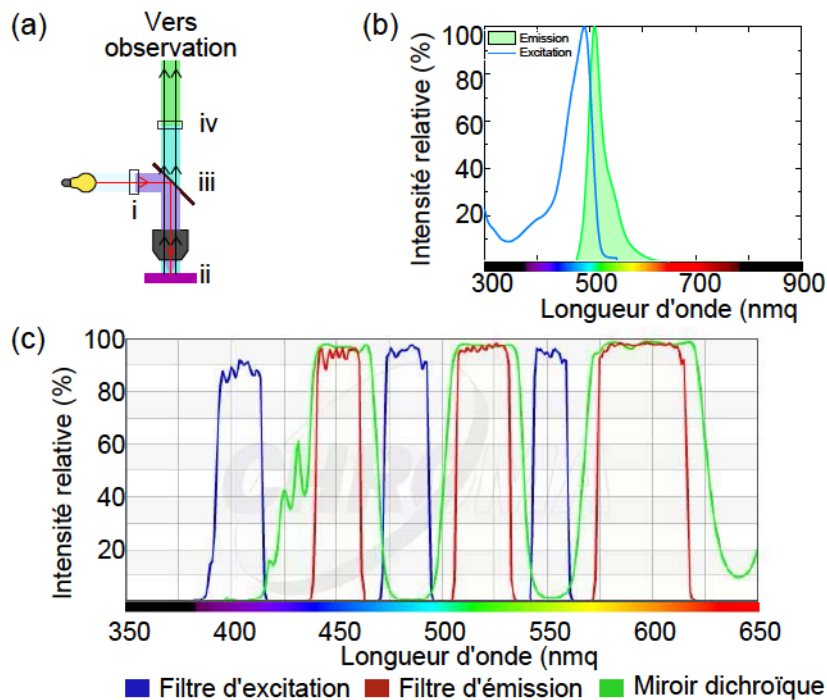 (a)
Vers
observation
iv
iii
i
ii
(b)
Intensité relative (%)
100
80
60
40
20
Emission
Excitation
300
500
700
900
Longueur d'onde (nmq
(c)
Intensité relative (%)
100
80
60
40
20
CHROMA
350
400
450
500
550
600
650
Longueur d'onde (nmq
Filtre d'excitation
Filtre d'émission
Miroir dichroïque